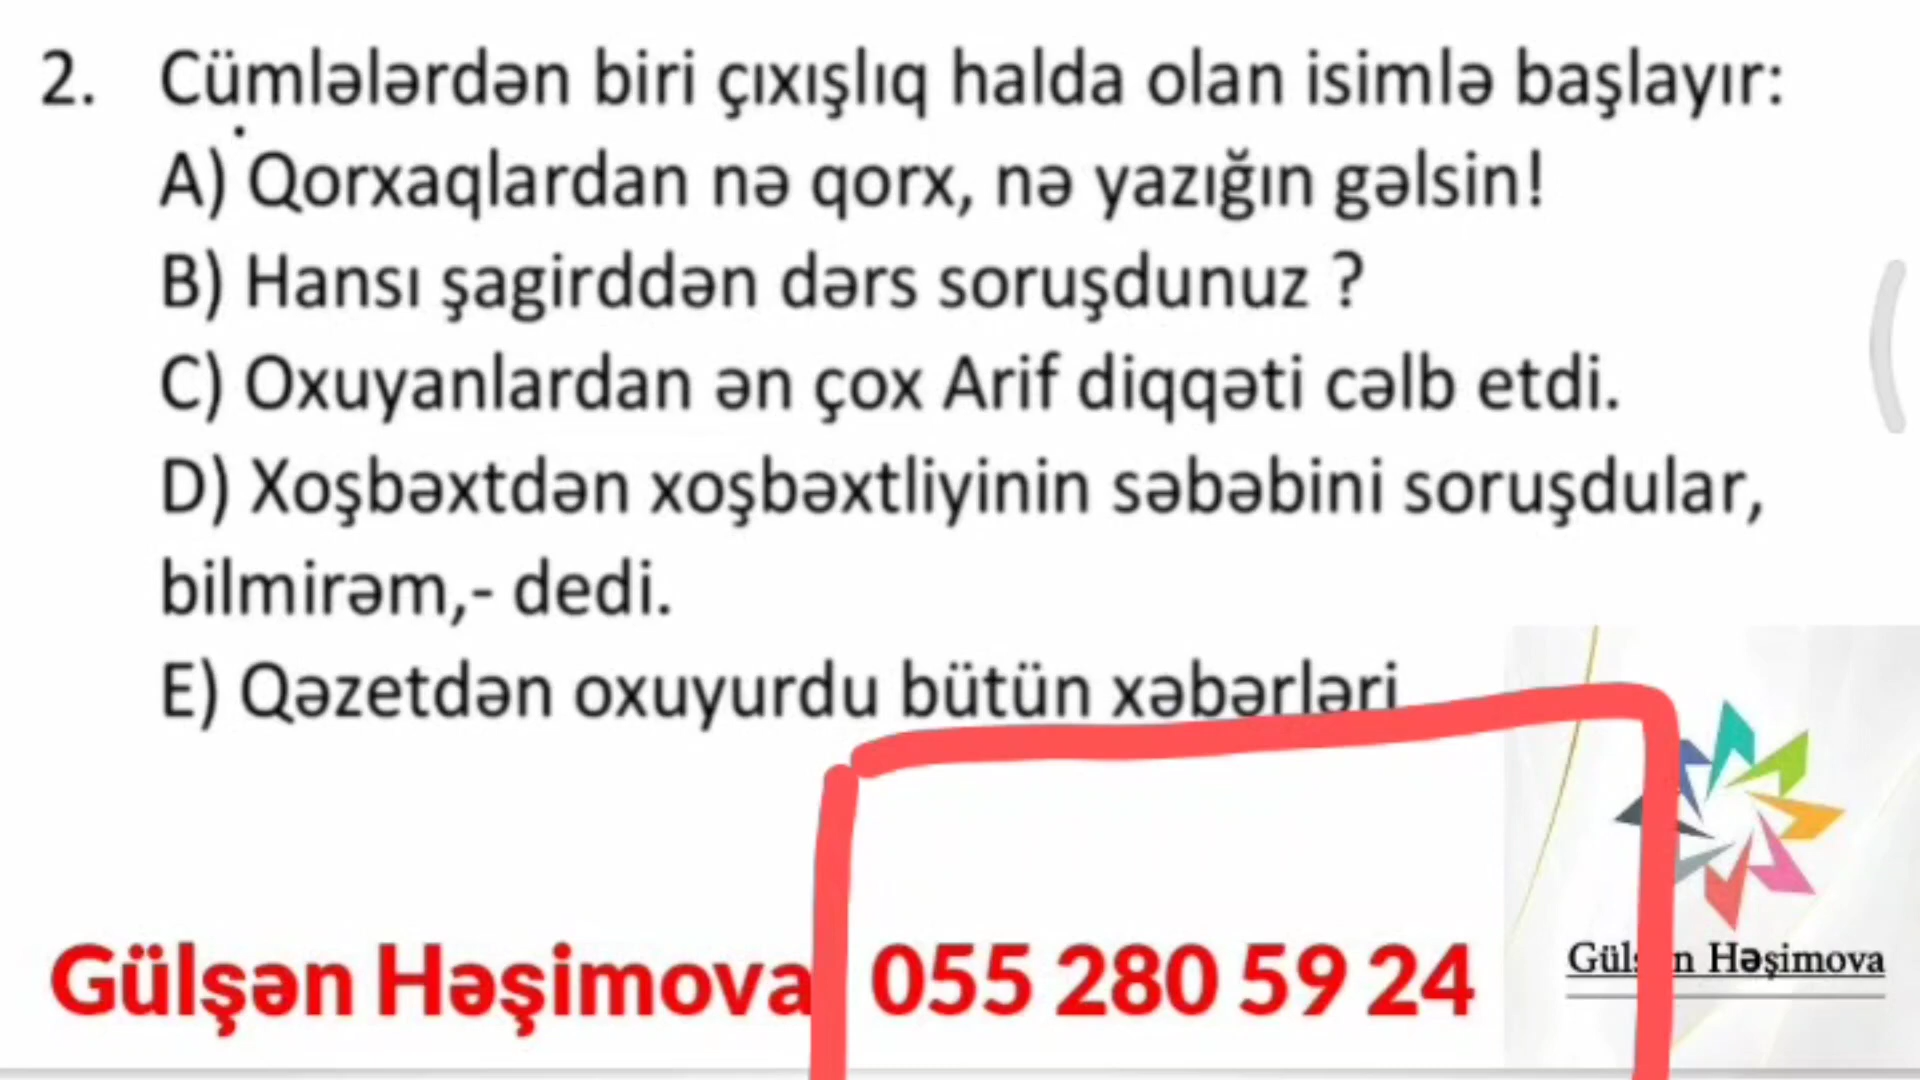 2. Cümlələrdən biri çıxışlıq halda olan isimlə başlayır:
A) Qorxaqlardan nə qorx, nə yazığın gəlsin!
B) Hansı şagirddən dərs soruşdunuz ?
C) Oxuyanlardan ən çox Arif diqqəti cəlb etdi.
D) Xoşbəxtdən xoşbəxtliyinin səbəbini soruşdular,
bilmirəm,- dedi.
E) Qəzetdən oxuyurdu bütün xəbərləri
Gülşən Həşimova 055 280 59 24
Həşimova